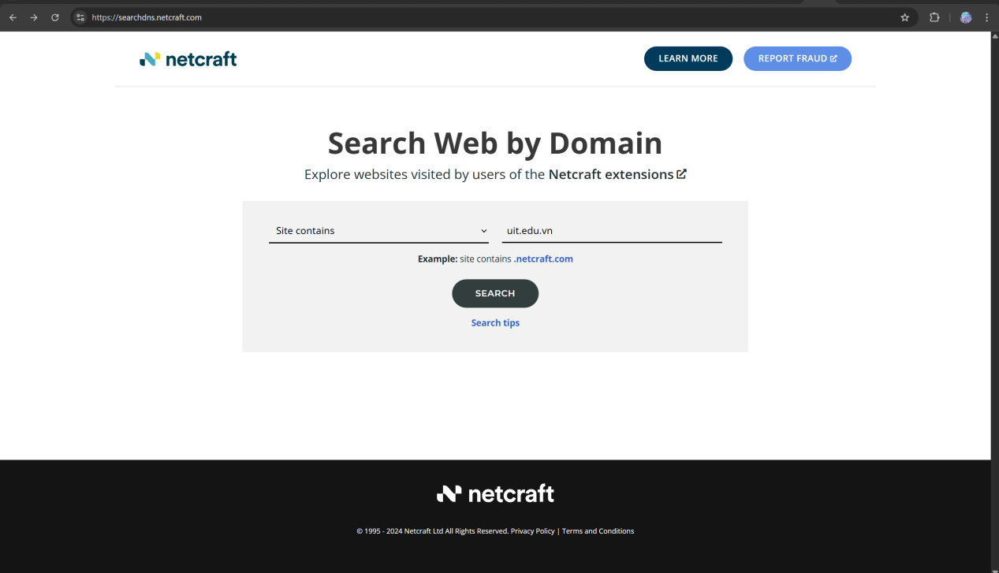 https://searchdns.netcraft.com
netcraft
LEARN MORE
REPORT FRAUD
Search Web by Domain
Explore websites visited by users of the Netcraft extensions
Site contains
uit.edu.vn
Example: site contains .netcraft.com
SEARCH
Search tips
netcraft
© 1995 - 2024 Netcraft Ltd All Rights Reserved. Privacy Policy | Terms and Conditions